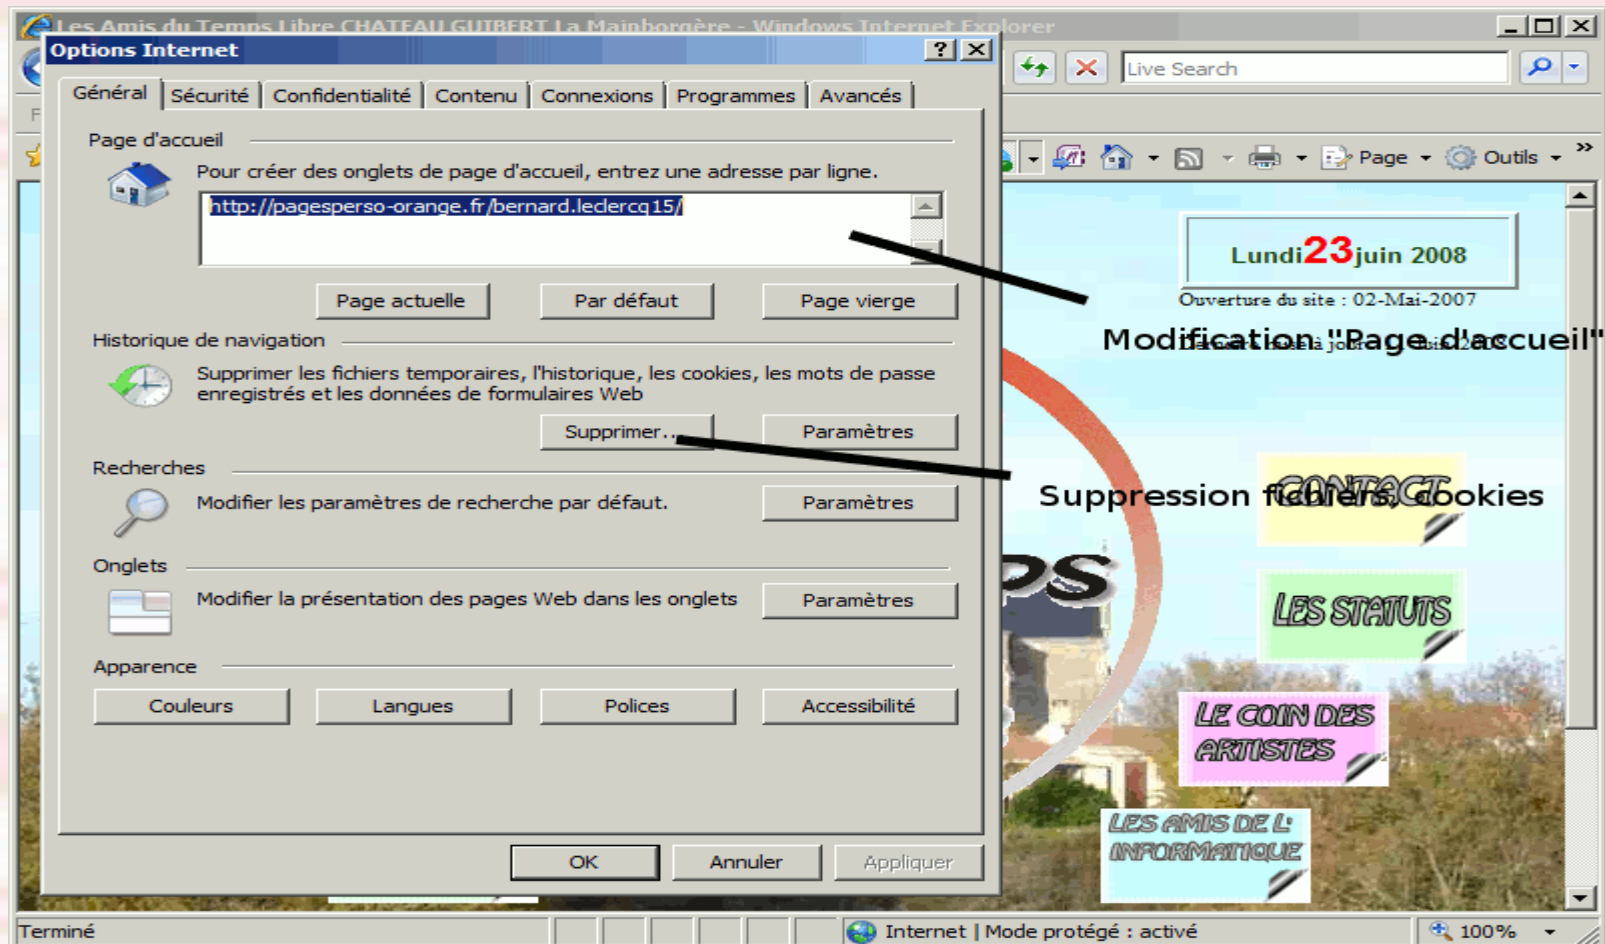 Les Amis du Temps Libre CHATEAU GUIBERT La Mainborgère - Windows Internet Explorer
Options Internet
Live Search
Général Sécurité Confidentialité Contenu Connexions Programmes Avancés
Page d'accueil
Page Outils
Pour créer des onglets de page d'accueil, entrez une adresse par ligne.
http://pagesperso-orange.fr/bernard.leclercq15/
Lundi 23 juin 2008
Page actuelle Par défaut Page vierge
Ouverture du site : 02-Mai-2007
Modification "Page d'accueil"
Historique de navigation
Supprimer les fichiers temporaires, l'historique, les cookies, les mots de passe
enregistrés et les données de formulaires Web
Supprimer... Paramètres
Recherches
Modifier les paramètres de recherche par défaut. Paramètres
Suppression fichiers, cookies
CONTACT
Onglets
Modifier la présentation des pages Web dans les onglets Paramètres
LES STATUTS
Apparence
Couleurs Langues Polices Accessibilité
LE COIN DES
ARTISTES
LES AMIS DE L'
INFORMATIQUE
OK Annuler Appliquer
Terminé Internet | Mode protégé : activé 100%